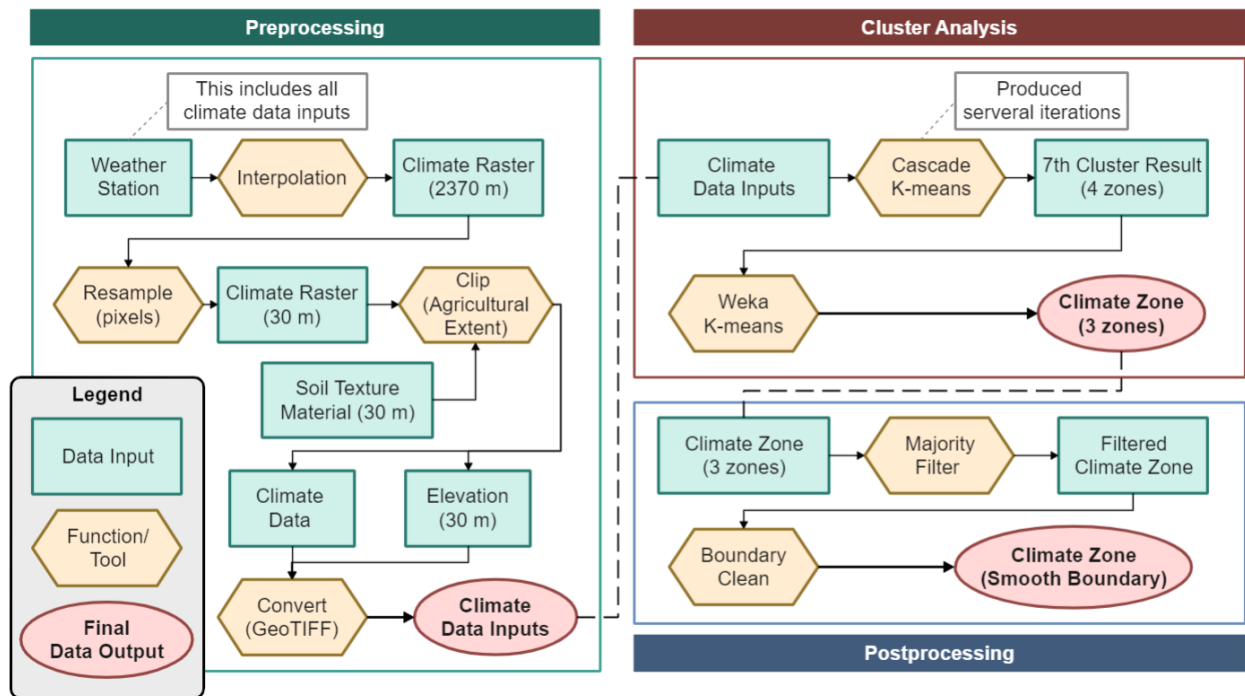 Preprocessing
This includes all
climate data inputs
Weather
Station
Interpolation
Climate Raster
(2370 m)
Resample
(pixels)
Climate Raster
(30 m)
Clip
(Agricultural
Extent)
Soil Texture
Material (30 m)
Climate
Data
Elevation
(30 m)
Convert
(GeoTIFF)
Climate
Data Inputs
Legend
Data Input
Function/
Tool
Final
Data Output
Cluster Analysis
Produced
serveral iterations
Climate
Data Inputs
Cascade
K-means
7th Cluster Result
(4 zones)
Weka
K-means
Climate Zone
(3 zones)
Climate Zone
(3 zones)
Majority
Filter
Filtered
Climate Zone
Boundary
Clean
Climate Zone
(Smooth Boundary)
Postprocessing